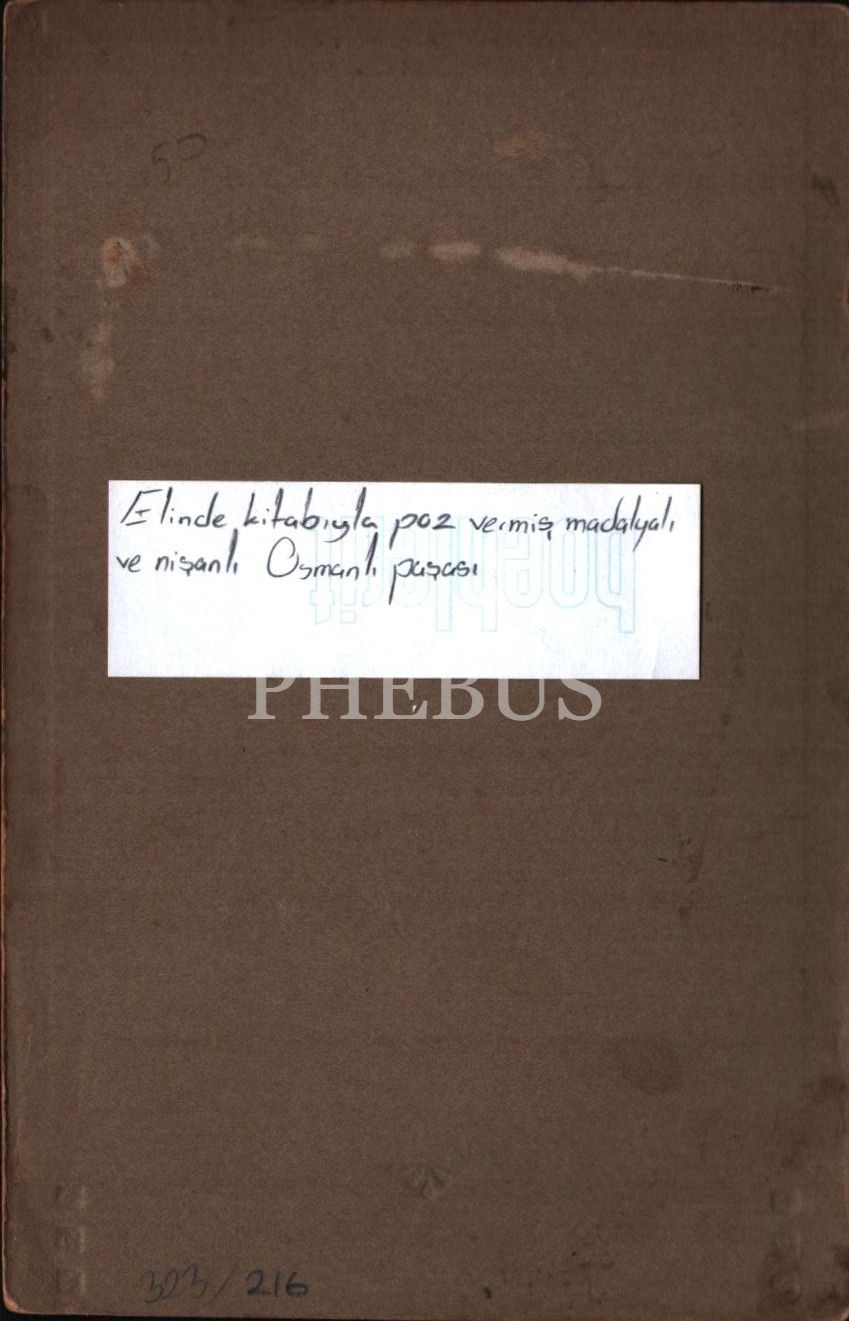 50
Elinde kitabıyla poz vermiş madalyalı
ve nişanlı Osmanlı paşası
PHEBUS
323/216